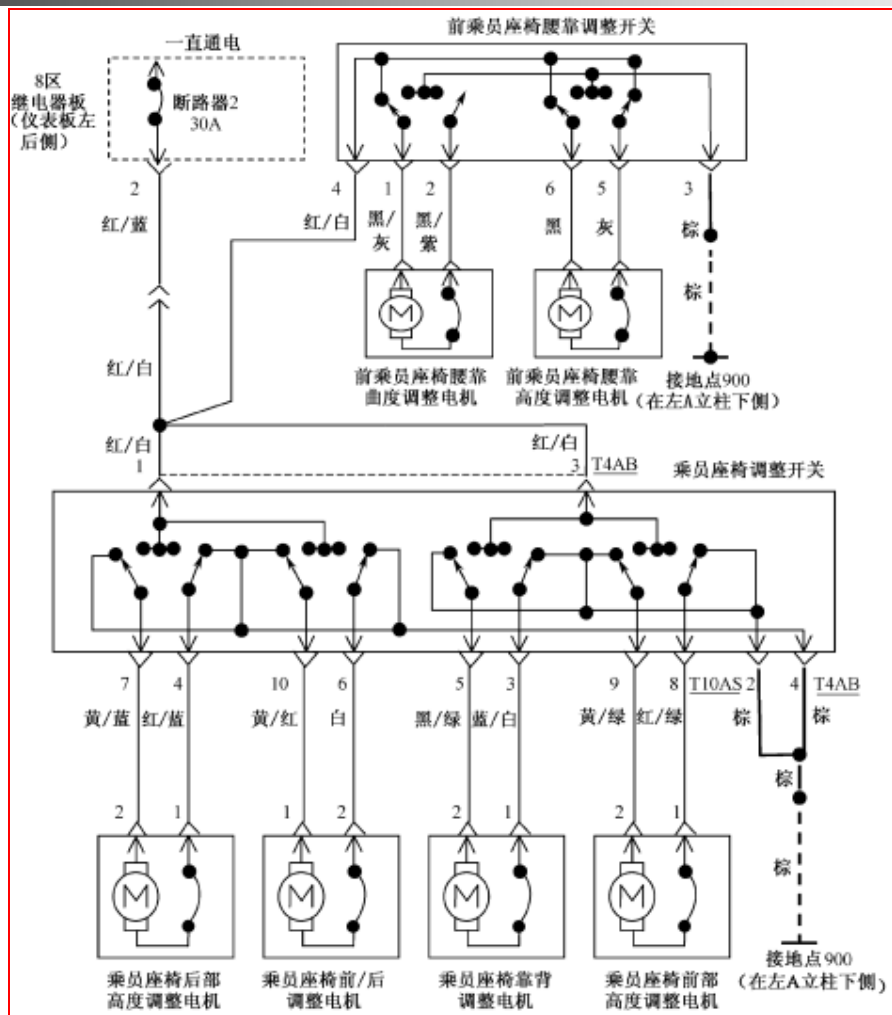 一直通电
前乘员座椅腰靠调整开关
8区
继电器板
(仪表板左
后侧)
断路器2
30A
2
4
1
2
6
5
3
红/蓝
红/白
黑/
灰
黑/
紫
黑
灰
棕
棕
M
M
红/白
前乘员座椅腰靠
曲度调整电机
前乘员座椅腰靠
高度调整电机
接地点900
(在左A立柱下侧)
红/白
1
红/白
3
T4AB
乘员座椅调整开关
7
4
10
6
5
3
9
8
T10AS
2
4
T4AB
黄/蓝
红/蓝
黄/红
白
黑/绿
蓝/白
黄/绿
红/绿
棕
棕
棕
2
1
1
2
2
1
2
1
棕
M
M
M
M
乘员座椅后部
高度调整电机
乘员座椅前/后
调整电机
乘员座椅靠背
调整电机
乘员座椅前部
高度调整电机
接地点900
(在左A立柱下侧)